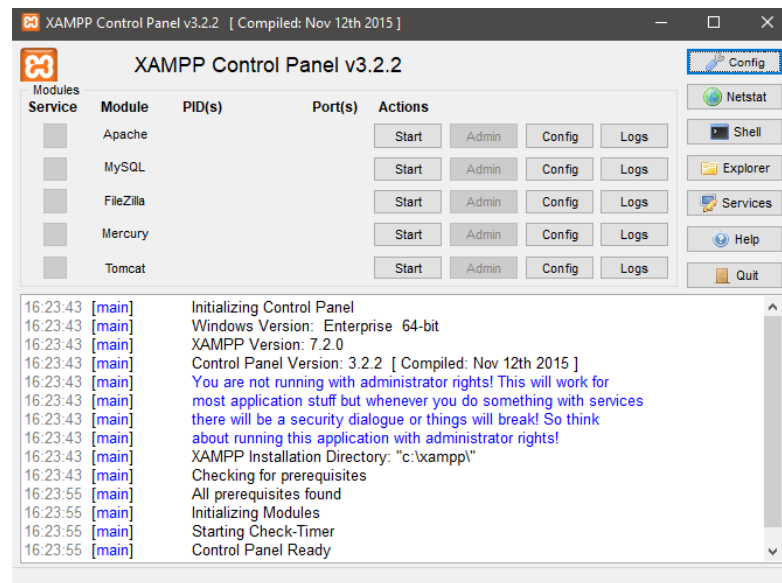 XAMPP Control Panel v3.2.2 [ Compiled: Nov 12th 2015 ]
XAMPP Control Panel v3.2.2
Config
Modules
Service Module PID(s) Port(s) Actions
Netstat
Apache Start Admin Config Logs
Shell
MySQL Start Admin Config Logs
Explorer
FileZilla Start Admin Config Logs
Services
Mercury Start Admin Config Logs
Help
Tomcat Start Admin Config Logs
Quit
16:23:43 [main] Initializing Control Panel
16:23:43 [main] Windows Version: Enterprise 64-bit
16:23:43 [main] XAMPP Version: 7.2.0
16:23:43 [main] Control Panel Version: 3.2.2 [ Compiled: Nov 12th 2015 ]
16:23:43 [main] You are not running with administrator rights! This will work for
16:23:43 [main] most application stuff but whenever you do something with services
16:23:43 [main] there will be a security dialogue or things will break! So think
16:23:43 [main] about running this application with administrator rights!
16:23:43 [main] XAMPP Installation Directory: "c:\xampp\"
16:23:43 [main] Checking for prerequisites
16:23:55 [main] All prerequisites found
16:23:55 [main] Initializing Modules
16:23:55 [main] Starting Check-Timer
16:23:55 [main] Control Panel Ready